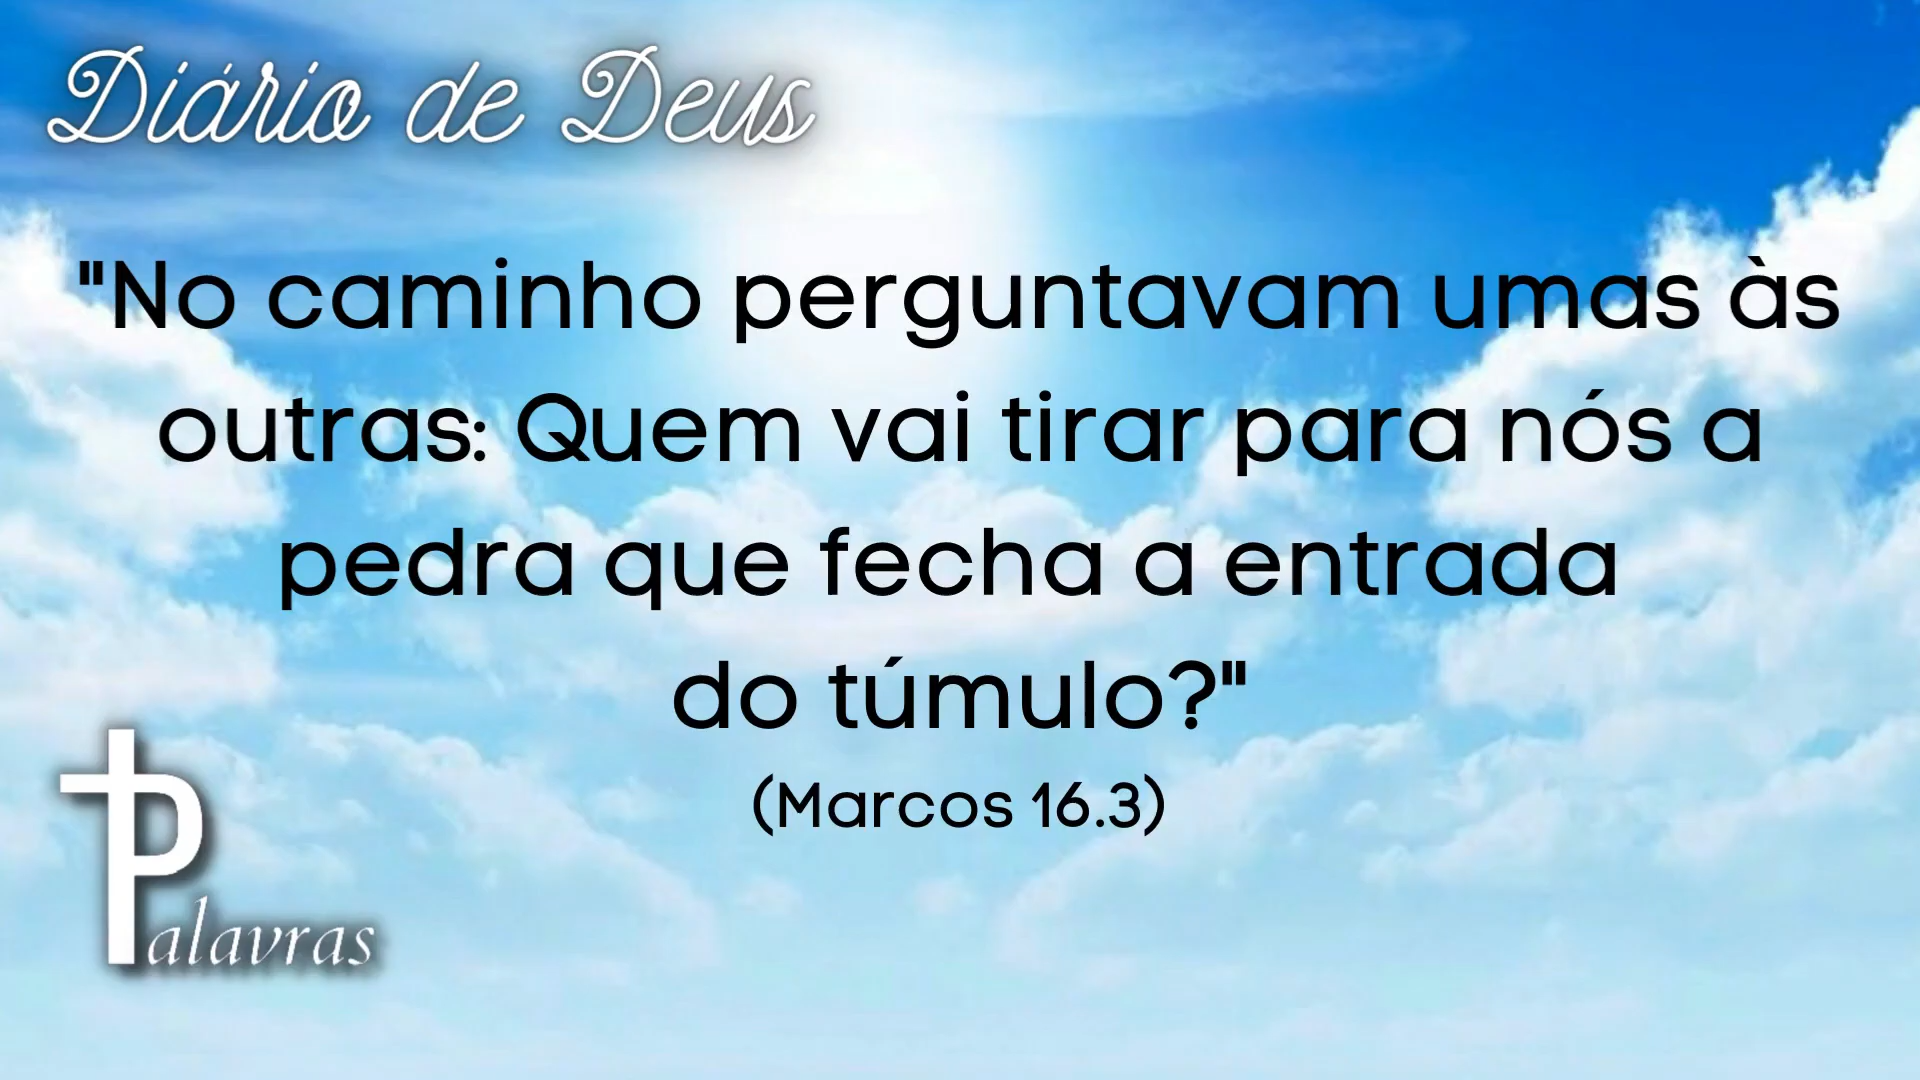 Diário de Deus
"No caminho perguntavam umas às
outras: Quem vai tirar para nós a
pedra que fecha a entrada
do túmulo?"
(Marcos 16.3)
Palavras